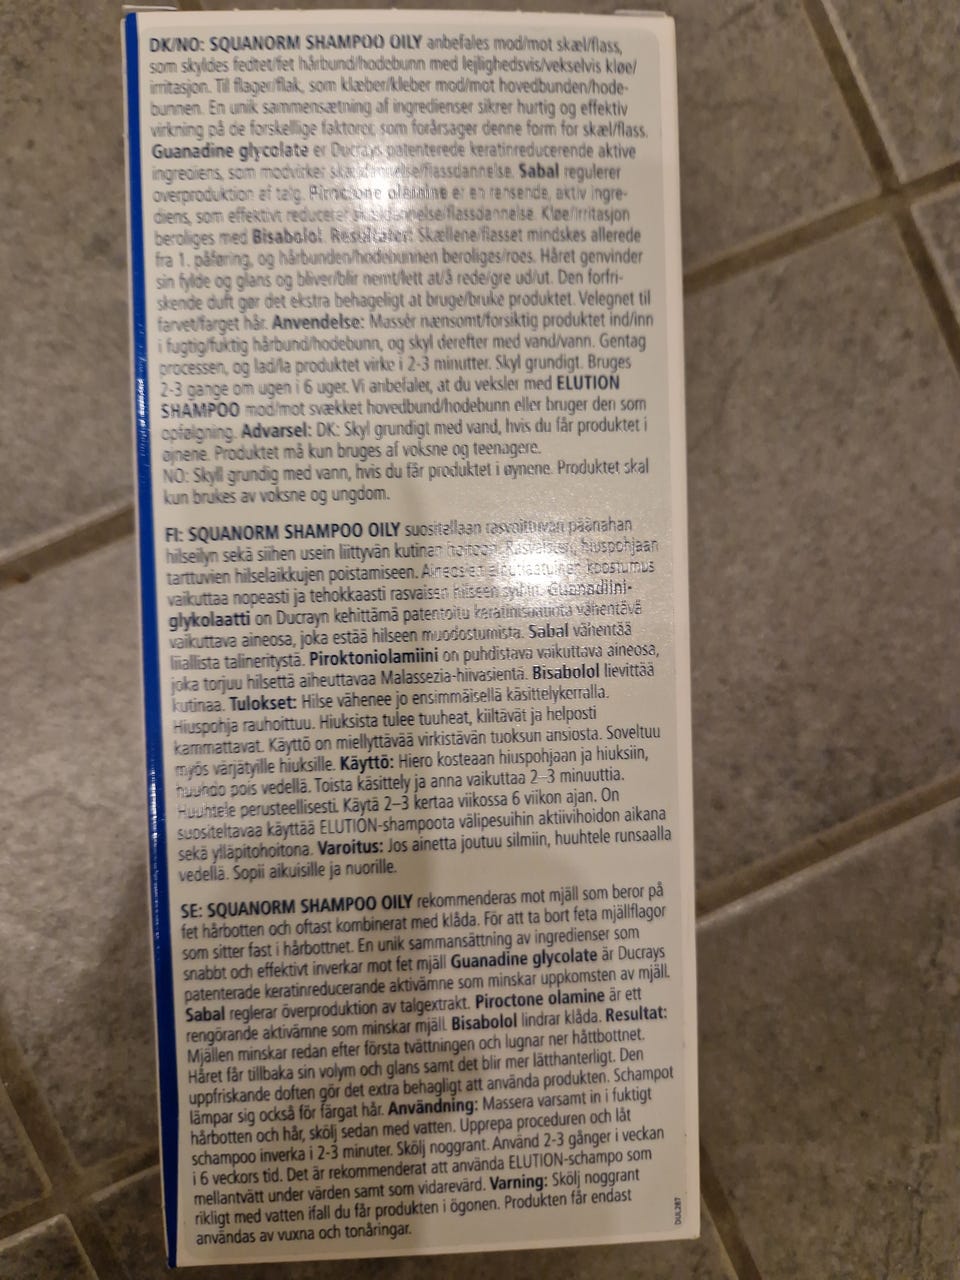 DK/NO: SQUANORM SHAMPOO OILY anbefales mod/mot skæl/flass,
som skyldes fedtet/fet hårbund/hodebunn med lejlighedsvis/vekselvis kløe/
irritasjon. Til flager/flak, som klæber/kleber mod/mot hovedbunden/hode-
bunnen. En unik sammensætning af ingredienser sikrer hurtig og effektiv
virkning på de forskellige faktorer, som forårsager denne form for skæl/flass.
Guanadine glycolate er Ducrays patenterede keratinreducerende aktive
ingrediens, som modvirker skældannelse/flassdannelse. Sabal regulerer
overproduktion af talg. Piroctone olamine er en rensende, aktiv ingre-
diens, som effektivt reducerer skældannelse/flassdannelse. Kløe/irritasjon
beroliges med Bisabolol. Resultater: Skællene/flasset mindskes allerede
fra 1. påføring, og hårbunden/hodebunnen beroliges/roes. Håret genvinder
sin fylde og glans og bliver/blir nemt/lett at/å rede/gre ud/ut. Den forfri-
skende duft gør det ekstra behageligt at bruge/bruke produktet. Velegnet til
farvet/farget hår. Anvendelse: Massér nænsomt/forsiktig produktet ind/inn
i fugtig/fuktig hårbund/hodebunn, og skyl derefter med vand/vann. Gentag
processen, og lad/la produktet virke i 2-3 minutter. Skyl grundigt. Bruges
2-3 gange om ugen i 6 uger. Vi anbefaler, at du veksler med ELUTION
SHAMPOO mod/mot svækket hovedbund/hodebunn eller bruger den som
opfølgning. Advarsel: DK: Skyl grundigt med vand, hvis du får produktet i
øjnene. Produktet må kun bruges af voksne og teenagere.
NO: Skyll grundig med vann, hvis du får produktet i øynene. Produktet skal
kun brukes av voksne og ungdom.
FI: SQUANORM SHAMPOO OILY suositellaan rasvoittuvan päänahan
hilseilyn sekä siihen usein liittyvän kutinan hoitoon. Rasvaisten, hiuspohjaan
tarttuvien hilselaikkujen poistamiseen. Aineosien ainutlaatuinen koostumus
vaikuttaa nopeasti ja tehokkaasti rasvaisen hilseen syihin. Guanadiini-
glykolaatti on Ducrayn kehittämä patentoitu keratinisaatiota vähentävä
vaikuttava aineosa, joka estää hilseen muodostumista. Sabal vähentää
liiallista talineritystä. Piroktoniolamiini on puhdistava vaikuttava aineosa,
joka torjuu hilsettä aiheuttavaa Malassezia-hiivasientä. Bisabolol lievittää
kutinaa. Tulokset: Hilse vähenee jo ensimmäisellä käsittelykerralla.
Hiuspohja rauhoittuu. Hiuksista tulee tuuheat, kiiltävät ja helposti
kammattavat. Käyttö on miellyttävää virkistävän tuoksun ansiosta. Soveltuu
myös värjätyille hiuksille. Käyttö: Hiero kosteaan hiuspohjaan ja hiuksiin,
huuhdo pois vedellä. Toista käsittely ja anna vaikuttaa 2–3 minuuttia.
Huuhtele perusteellisesti. Käytä 2–3 kertaa viikossa 6 viikon ajan. On
suositeltavaa käyttää ELUTION-shampoota välipesuihin aktiivihoidon aikana
sekä ylläpitohoitona. Varoitus: Jos ainetta joutuu silmiin, huuhtele runsaalla
vedellä. Sopii aikuisille ja nuorille.
SE: SQUANORM SHAMPOO OILY rekommenderas mot mjäll som beror på
fet hårbotten och oftast kombinerat med klåda. För att ta bort feta mjällflagor
som sitter fast i hårbottnet. En unik sammansättning av ingredienser som
snabbt och effektivt inverkar mot fet mjäll Guanadine glycolate är Ducrays
patenterade keratinreducerande aktivämne som minskar uppkomsten av mjäll.
Sabal reglerar överproduktion av talgextrakt. Piroctone olamine är ett
rengörande aktivämne som minskar mjäll. Bisabolol lindrar klåda. Resultat:
Mjällen minskar redan efter första tvättningen och lugnar ner håttbottnet.
Håret får tillbaka sin volym och glans samt det blir mer lätthanterligt. Den
uppfriskande doften gör det extra behagligt att använda produkten. Schampot
lämpar sig också för färgat hår. Användning: Massera varsamt in i fuktigt
hårbotten och hår, skölj sedan med vatten. Upprepa proceduren och låt
schampoo inverka i 2-3 minuter. Skölj noggrant. Använd 2-3 gånger i veckan
i 6 veckors tid. Det är rekommenderat att använda ELUTION-schampo som
mellantvätt under vården samt som vidarevärd. Varning: Skölj noggrant
rikligt med vatten ifall du får produkten i ögonen. Produkten får endast
användas av vuxna och tonåringar.
DUL287